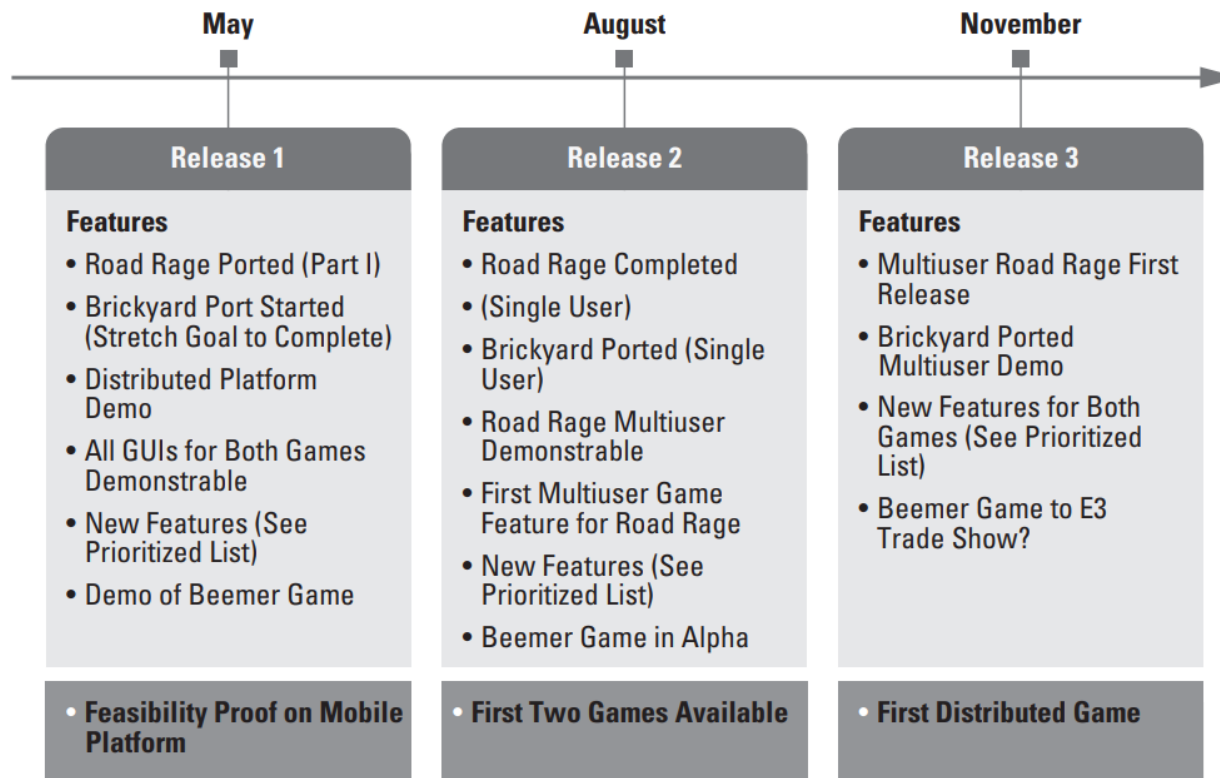 May
August
November
Release 1
Features
• Road Rage Ported (Part I)
• Brickyard Port Started
(Stretch Goal to Complete)
• Distributed Platform
Demo
• All GUIs for Both Games
Demonstrable
• New Features (See
Prioritized List)
• Demo of Beemer Game
• Feasibility Proof on Mobile
Platform
Release 2
Features
• Road Rage Completed
• (Single User)
• Brickyard Ported (Single
User)
• Road Rage Multiuser
Demonstrable
• First Multiuser Game
Feature for Road Rage
• New Features (See
Prioritized List)
• Beemer Game in Alpha
• First Two Games Available
Release 3
Features
• Multiuser Road Rage First
Release
• Brickyard Ported
Multiuser Demo
• New Features for Both
Games (See Prioritized
List)
• Beemer Game to E3
Trade Show?
• First Distributed Game